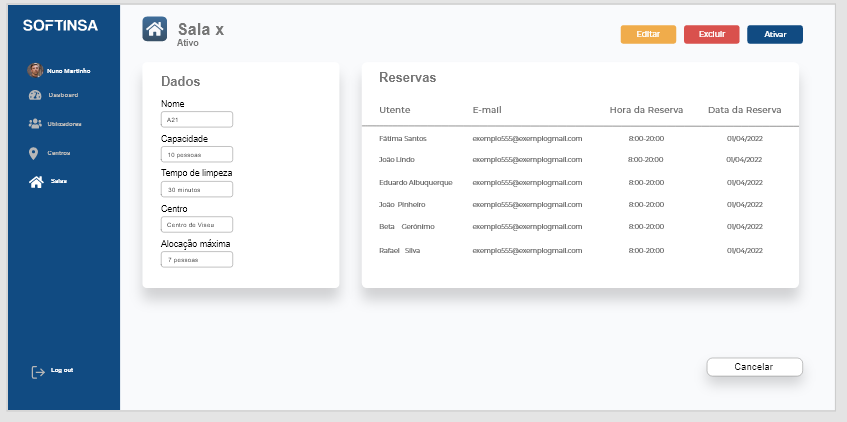 SOFTINSA
Nuno Martinho
Dasboard
Utilizadores
Centros
Salas
Log out
Sala x
Ativo
Editar
Excluir
Ativar
Dados
Nome
A21
Capacidade
10 pessoas
Tempo de limpeza
30 minutos
Centro
Centro de Viseu
Alocação máxima
7 pessoas
Reservas
Utente E-mail Hora da Reserva Data da Reserva
Fátima Santos exemplo555@exemplogmail.com 8:00-20:00 01/04/2022
João Lindo exemplo555@exemplogmail.com 8:00-20:00 01/04/2022
Eduardo Albuquerque exemplo555@exemplogmail.com 8:00-20:00 01/04/2022
João Pinheiro exemplo555@exemplogmail.com 8:00-20:00 01/04/2022
Beta Gerónimo exemplo555@exemplogmail.com 8:00-20:00 01/04/2022
Rafael Silva exemplo555@exemplogmail.com 8:00-20:00 01/04/2022
Cancelar